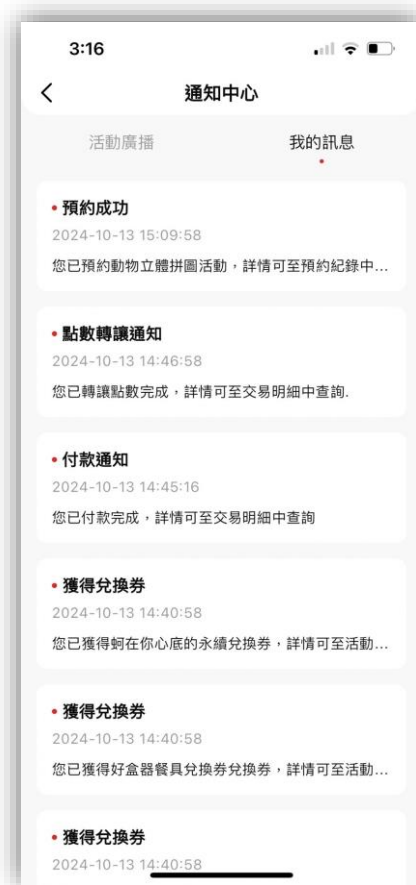 3:16
通知中心
活動廣播
我的訊息
預約成功
2024-10-13 15:09:58
您已預約動物立體拼圖活動，詳情可至預約紀錄中...
點數轉讓通知
2024-10-13 14:46:58
您已轉讓點數完成，詳情可至交易明細中查詢.
付款通知
2024-10-13 14:45:16
您已付款完成，詳情可至交易明細中查詢
獲得兌換券
2024-10-13 14:40:58
您已獲得蚵在你心底的永續兌換券，詳情可至活動...
獲得兌換券
2024-10-13 14:40:58
您已獲得好盒器餐具兌換券兌換券，詳情可至活動...
獲得兌換券
2024-10-13 14:40:58